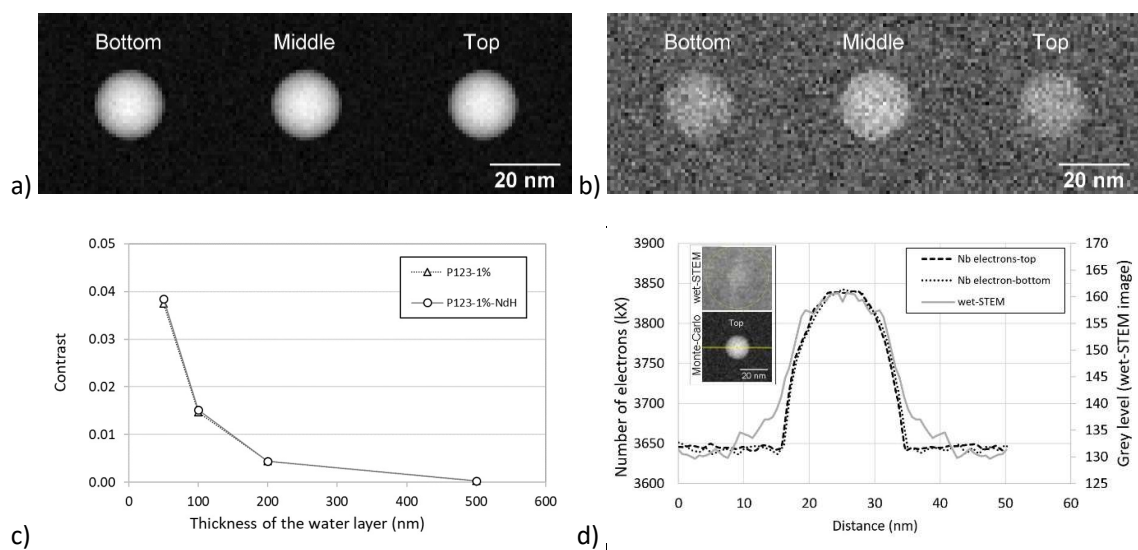 Bottom Middle Top
20 nm
a)
Bottom Middle Top
20 nm
b)
0.05
0.04
0.03
0.02
0.01
0.00
Contrast
P123-1%
P123-1%-NdH
0 100 200 300 400 500 600
Thickness of the water layer (nm)
c)
3900
3850
3800
3750
3700
3650
3600
Number of electrons (kX)
wet-STEM
Monte-Carlo
Top
20 nm
Nb electrons-top
Nb electron-bottom
wet-STEM
170
165
160
155
150
145
140
135
130
125
Grey level (wet-STEM image)
0 10 20 30 40 50 60
Distance (nm)
d)